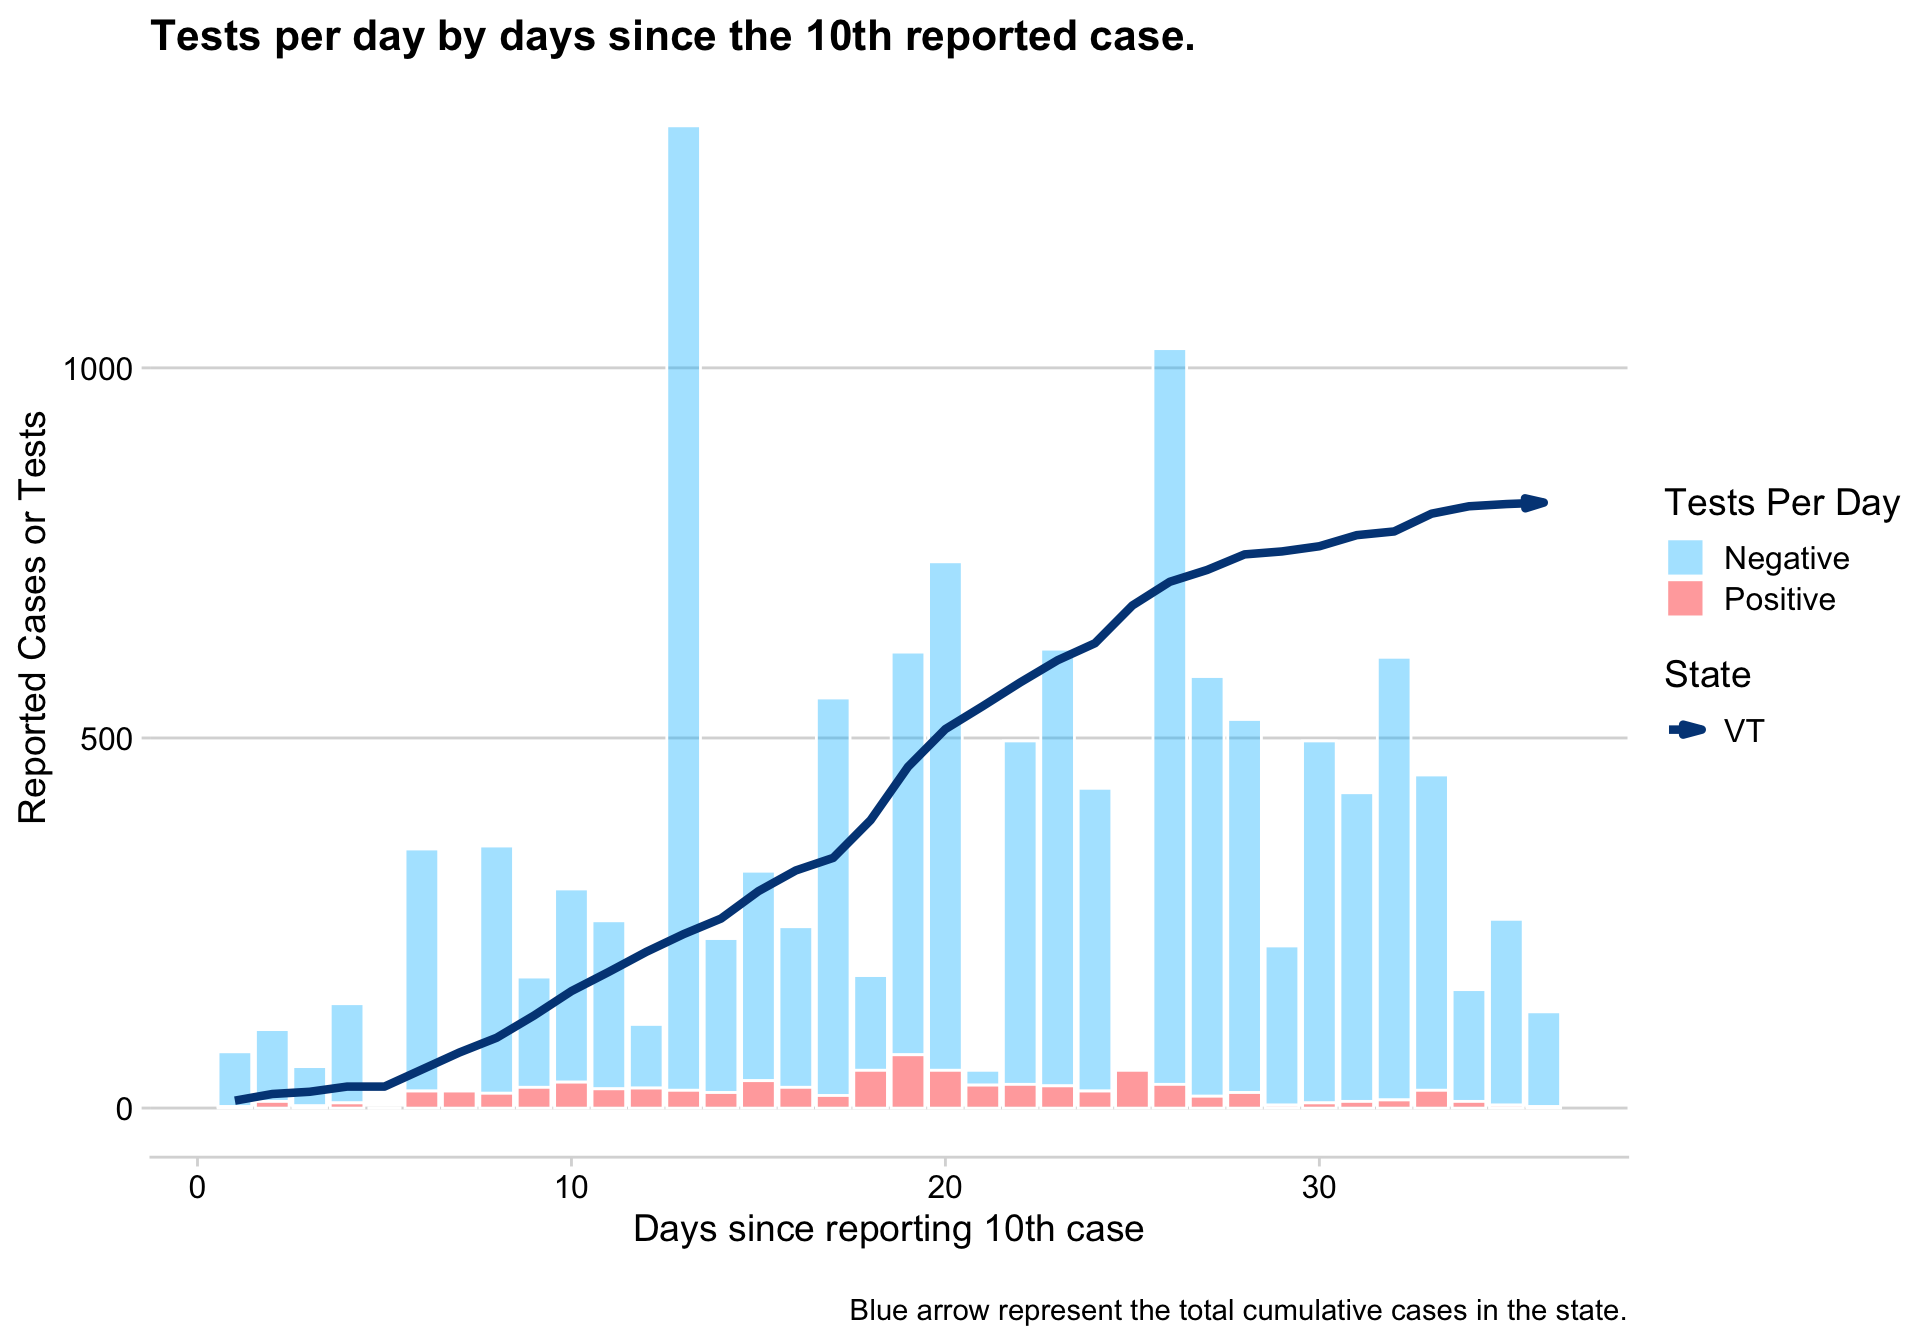 Tests per day by days since the 10th reported case.
Reported Cases or Tests
1000
500
0
0
10
20
30
Days since reporting 10th case
Tests Per Day
Negative
Positive
State
VT
Blue arrow represent the total cumulative cases in the state.